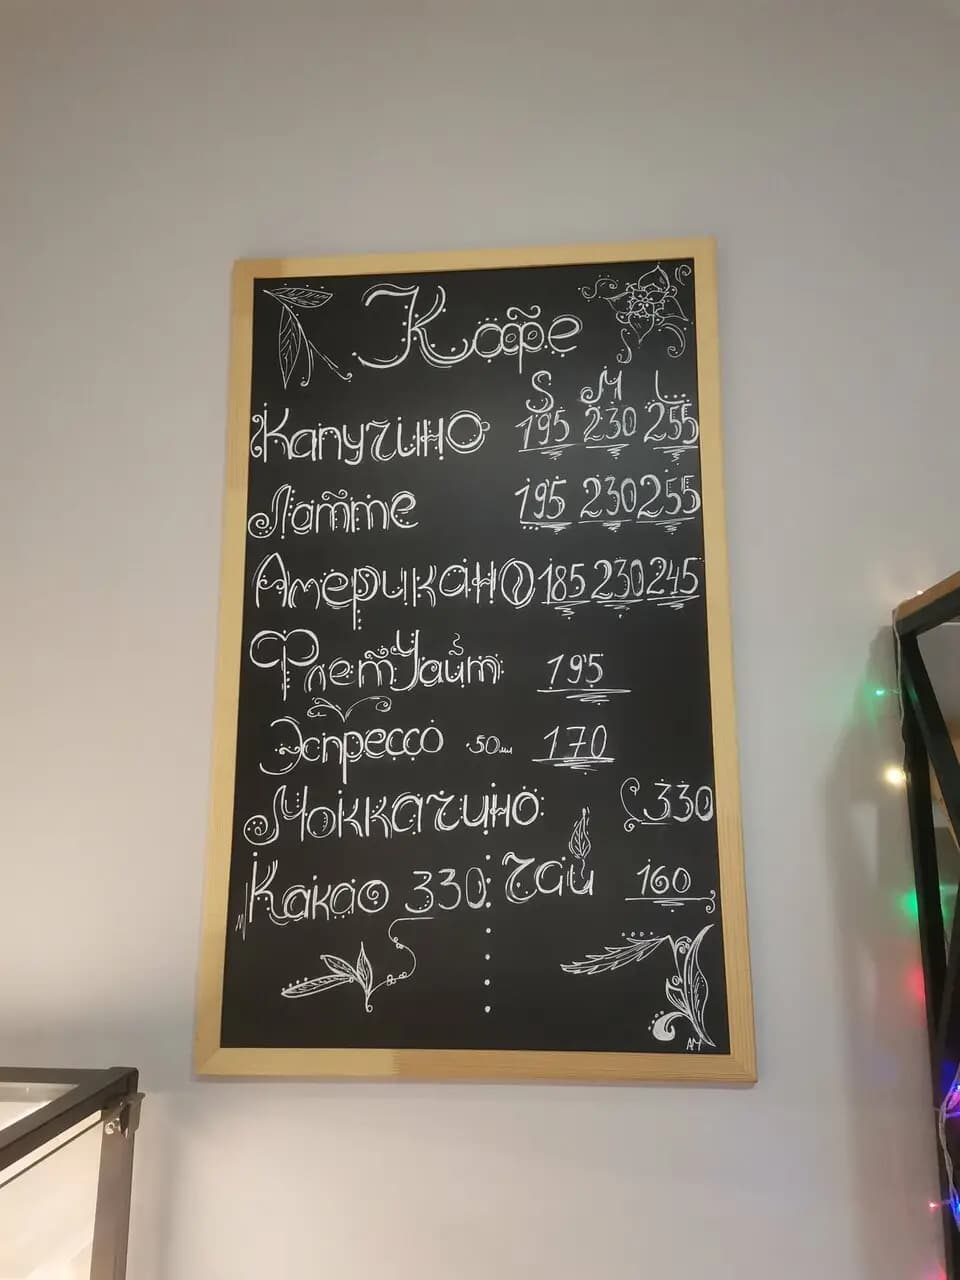 Кафе
S M L
Капучино 195 230 255
Латте 195 230 255
Американо 185 230 245
Флет Уайт 195
Эспрессо 50мл 170
Моккачино 330
Какао 330 Чай 160
AM